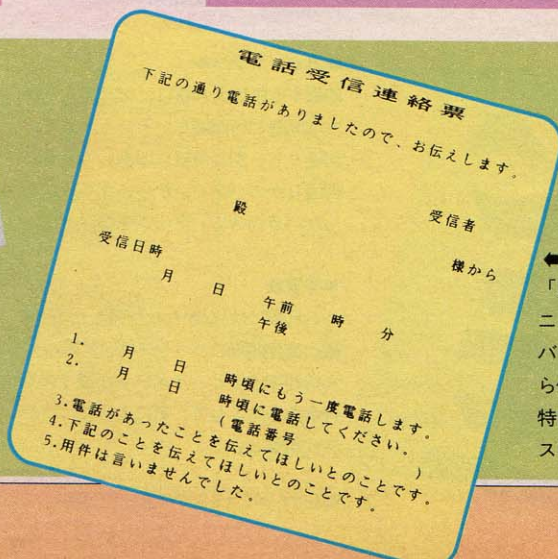 電話受信連絡票
下記の通り電話がありましたので、お伝えします。
殿 受信者
様から
受信日時
月 日 午前 時 分
午後
1. 月 日 時頃にもう一度電話します。
2. 月 日 時頃に電話してください。
(電話番号 )
3.電話があったことを伝えてほしいとのことです。
4.下記のことを伝えてほしいとのことです。
5.用件は言いませんでした。
⬅
「
ニ
バ
ら
特
ス